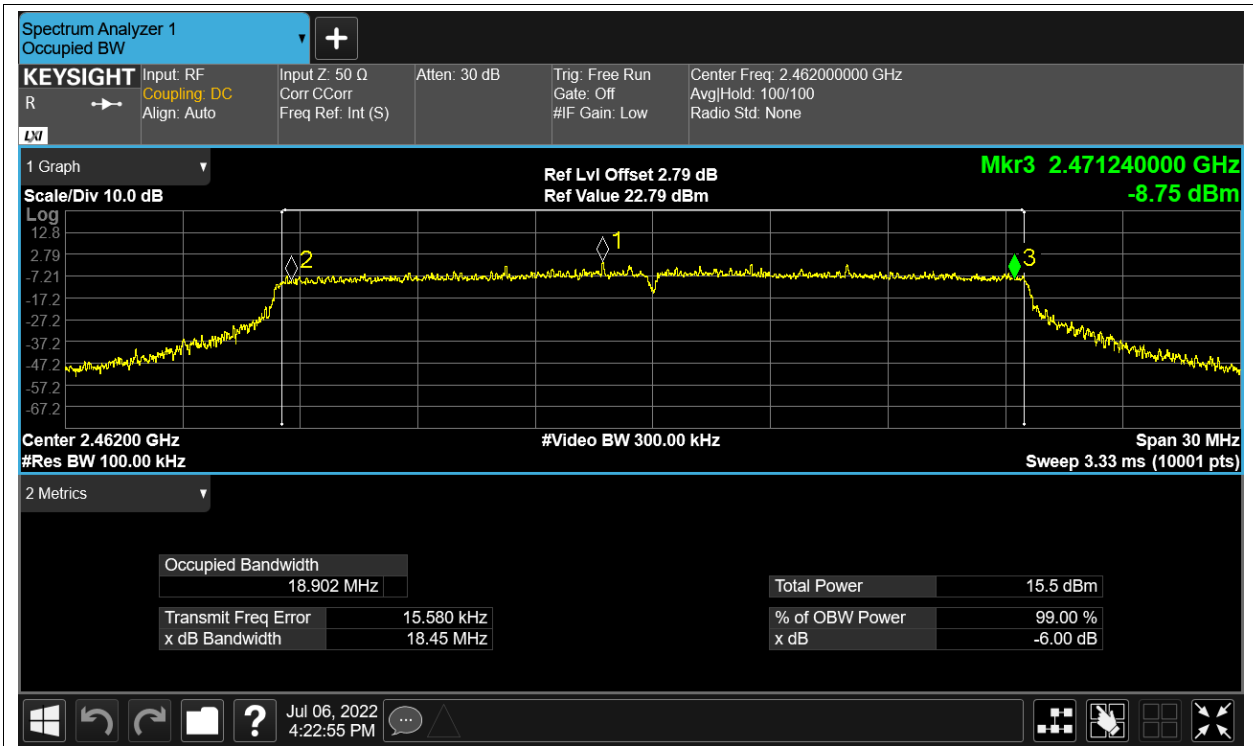 Spectrum Analyzer 1
Occupied BW
KEYSIGHT Input: RF Input Z: 50 Ω Atten: 30 dB Trig: Free Run Center Freq: 2.462000000 GHz
R Coupling: DC Corr CCorr Gate: Off Avg|Hold: 100/100
Align: Auto Freq Ref: Int (S) #IF Gain: Low Radio Std: None
LXI
1 Graph Ref Lvl Offset 2.79 dB Mkr3 2.471240000 GHz
Scale/Div 10.0 dB Ref Value 22.79 dBm -8.75 dBm
Log
12.8
2.79
-7.21
-17.2
-27.2
-37.2
-47.2
-57.2
-67.2
2
1
3
Center 2.46200 GHz #Video BW 300.00 kHz Span 30 MHz
#Res BW 100.00 kHz Sweep 3.33 ms (10001 pts)
2 Metrics
Occupied Bandwidth
18.902 MHz Total Power 15.5 dBm
Transmit Freq Error 15.580 kHz % of OBW Power 99.00 %
x dB Bandwidth 18.45 MHz x dB -6.00 dB
? Jul 06, 2022
4:22:55 PM